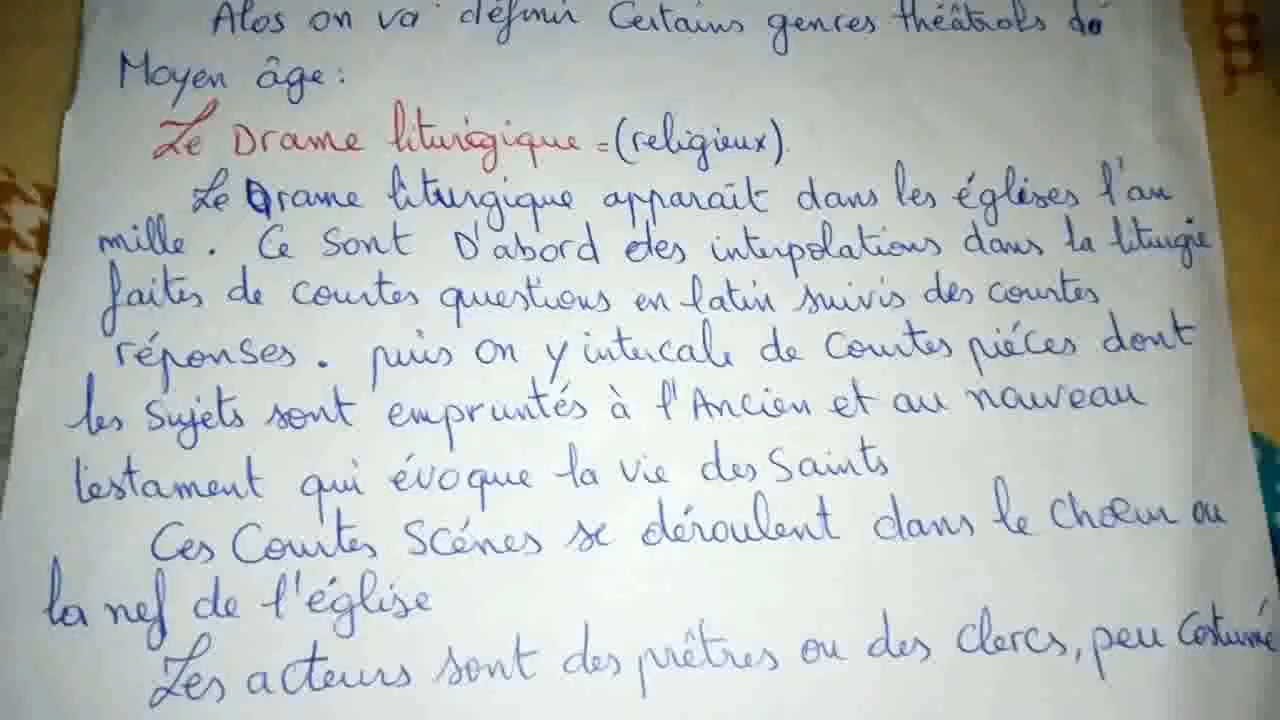 Alos on va définir Certains genres théâtrals du
Moyen âge :
Le Drame liturgique = (religieux).
Le Drame liturgique apparaît dans les églises l'an
mille . Ce sont D'abord des interpolations dans la liturgie
faites de courtes questions en latin suivis des courtes
réponses . puis on y intercale de courtes piéces dont
les sujets sont empruntés à l'Ancien et au nouveau
testament qui évoque la vie des Saints
Ces Courtes Scénes se déroulent dans le choeur ou
la nef de l'église
Les acteurs sont des prêtres ou des clercs, peu Costumé